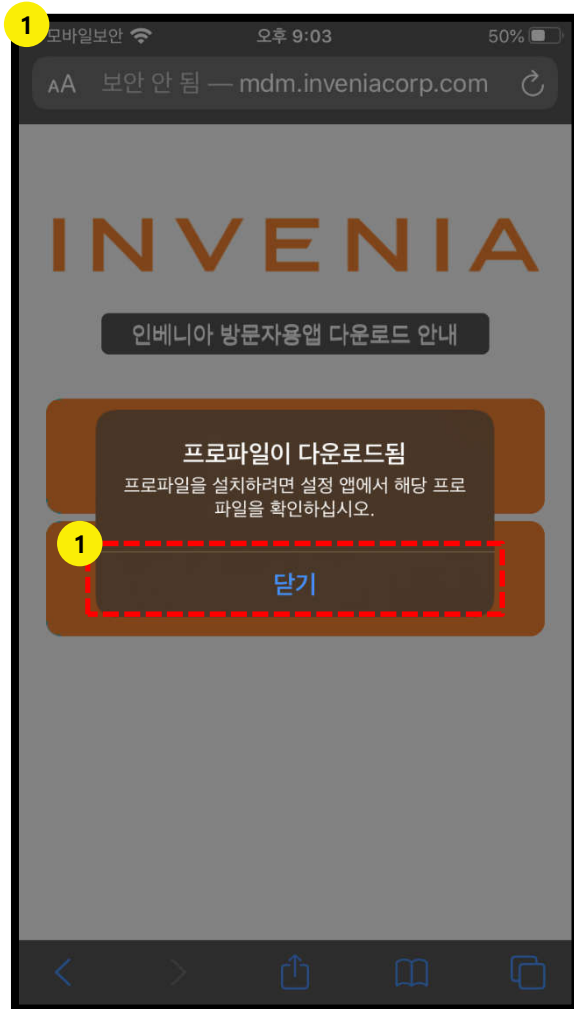 1
모바일보안 오후 9:03 50%
AA 보안 안 됨 — mdm.inveniacorp.com
INVENIA
인베니아 방문자용앱 다운로드 안내
프로파일이 다운로드됨
프로파일을 설치하려면 설정 앱에서 해당 프로
파일을 확인하십시오.
1
닫기